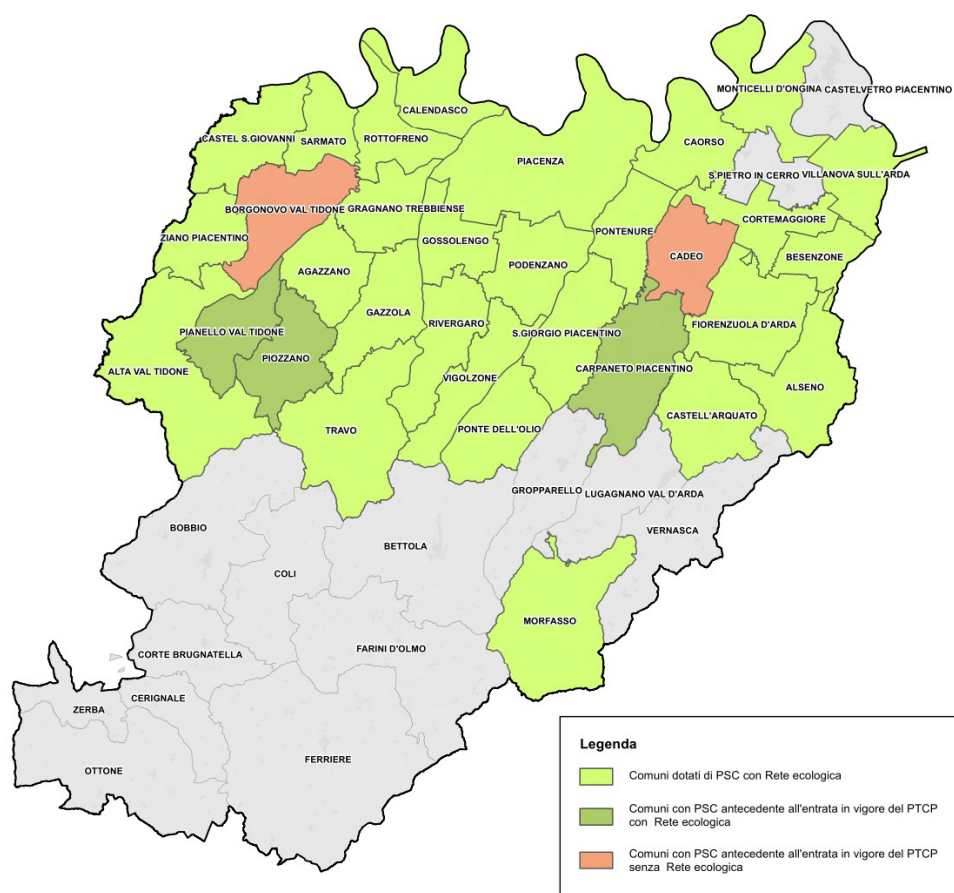 MONTICELLI D'ONGINA
CASTELVETRO PIACENTINO
CALENDASCO
CASTEL S.GIOVANNI
SARMATO
ROTTOFRENO
CAORSO
PIACENZA
S.PIETRO IN CERRO
VILLANOVA SULL'ARDA
BORGONOVO VAL TIDONE
GRAGNANO TREBBIENSE
CORTEMAGGIORE
ZIANO PIACENTINO
GOSSOLENGO
PONTENURE
CADEO
BESENZONE
AGAZZANO
PODENZANO
GAZZOLA
RIVERGARO
FIORENZUOLA D'ARDA
PIANELLO VAL TIDONE
S.GIORGIO PIACENTINO
PIOZZANO
ALTA VAL TIDONE
VIGOLZONE
CARPANETO PIACENTINO
ALSENO
CASTELL'ARQUATO
TRAVO
PONTE DELL'OLIO
GROPPARELLO
LUGAGNANO VAL D'ARDA
BOBBIO
VERNASCA
BETTOLA
COLI
MORFASSO
CORTE BRUGNATELLA
FARINI D'OLMO
CERIGNALE
ZERBA
FERRIERE
OTTONE
Legenda
Comuni dotati di PSC con Rete ecologica
Comuni con PSC antecedente all'entrata in vigore del PTCP
con Rete ecologica
Comuni con PSC antecedente all'entrata in vigore del PTCP
senza Rete ecologica